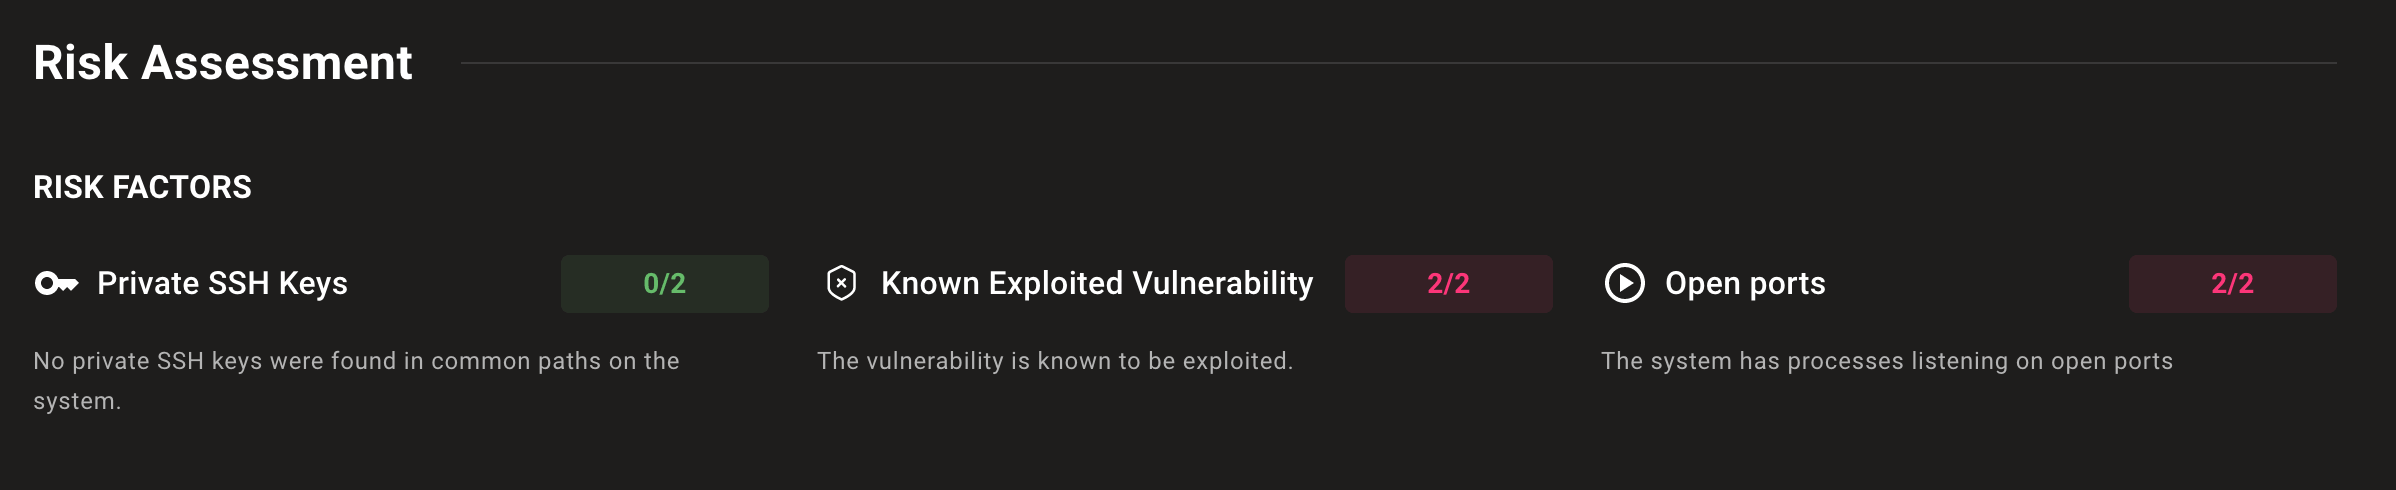 Risk Assessment
RISK FACTORS
Private SSH Keys 0/2
No private SSH keys were found in common paths on the
system.
Known Exploited Vulnerability 2/2
The vulnerability is known to be exploited.
Open ports 2/2
The system has processes listening on open ports